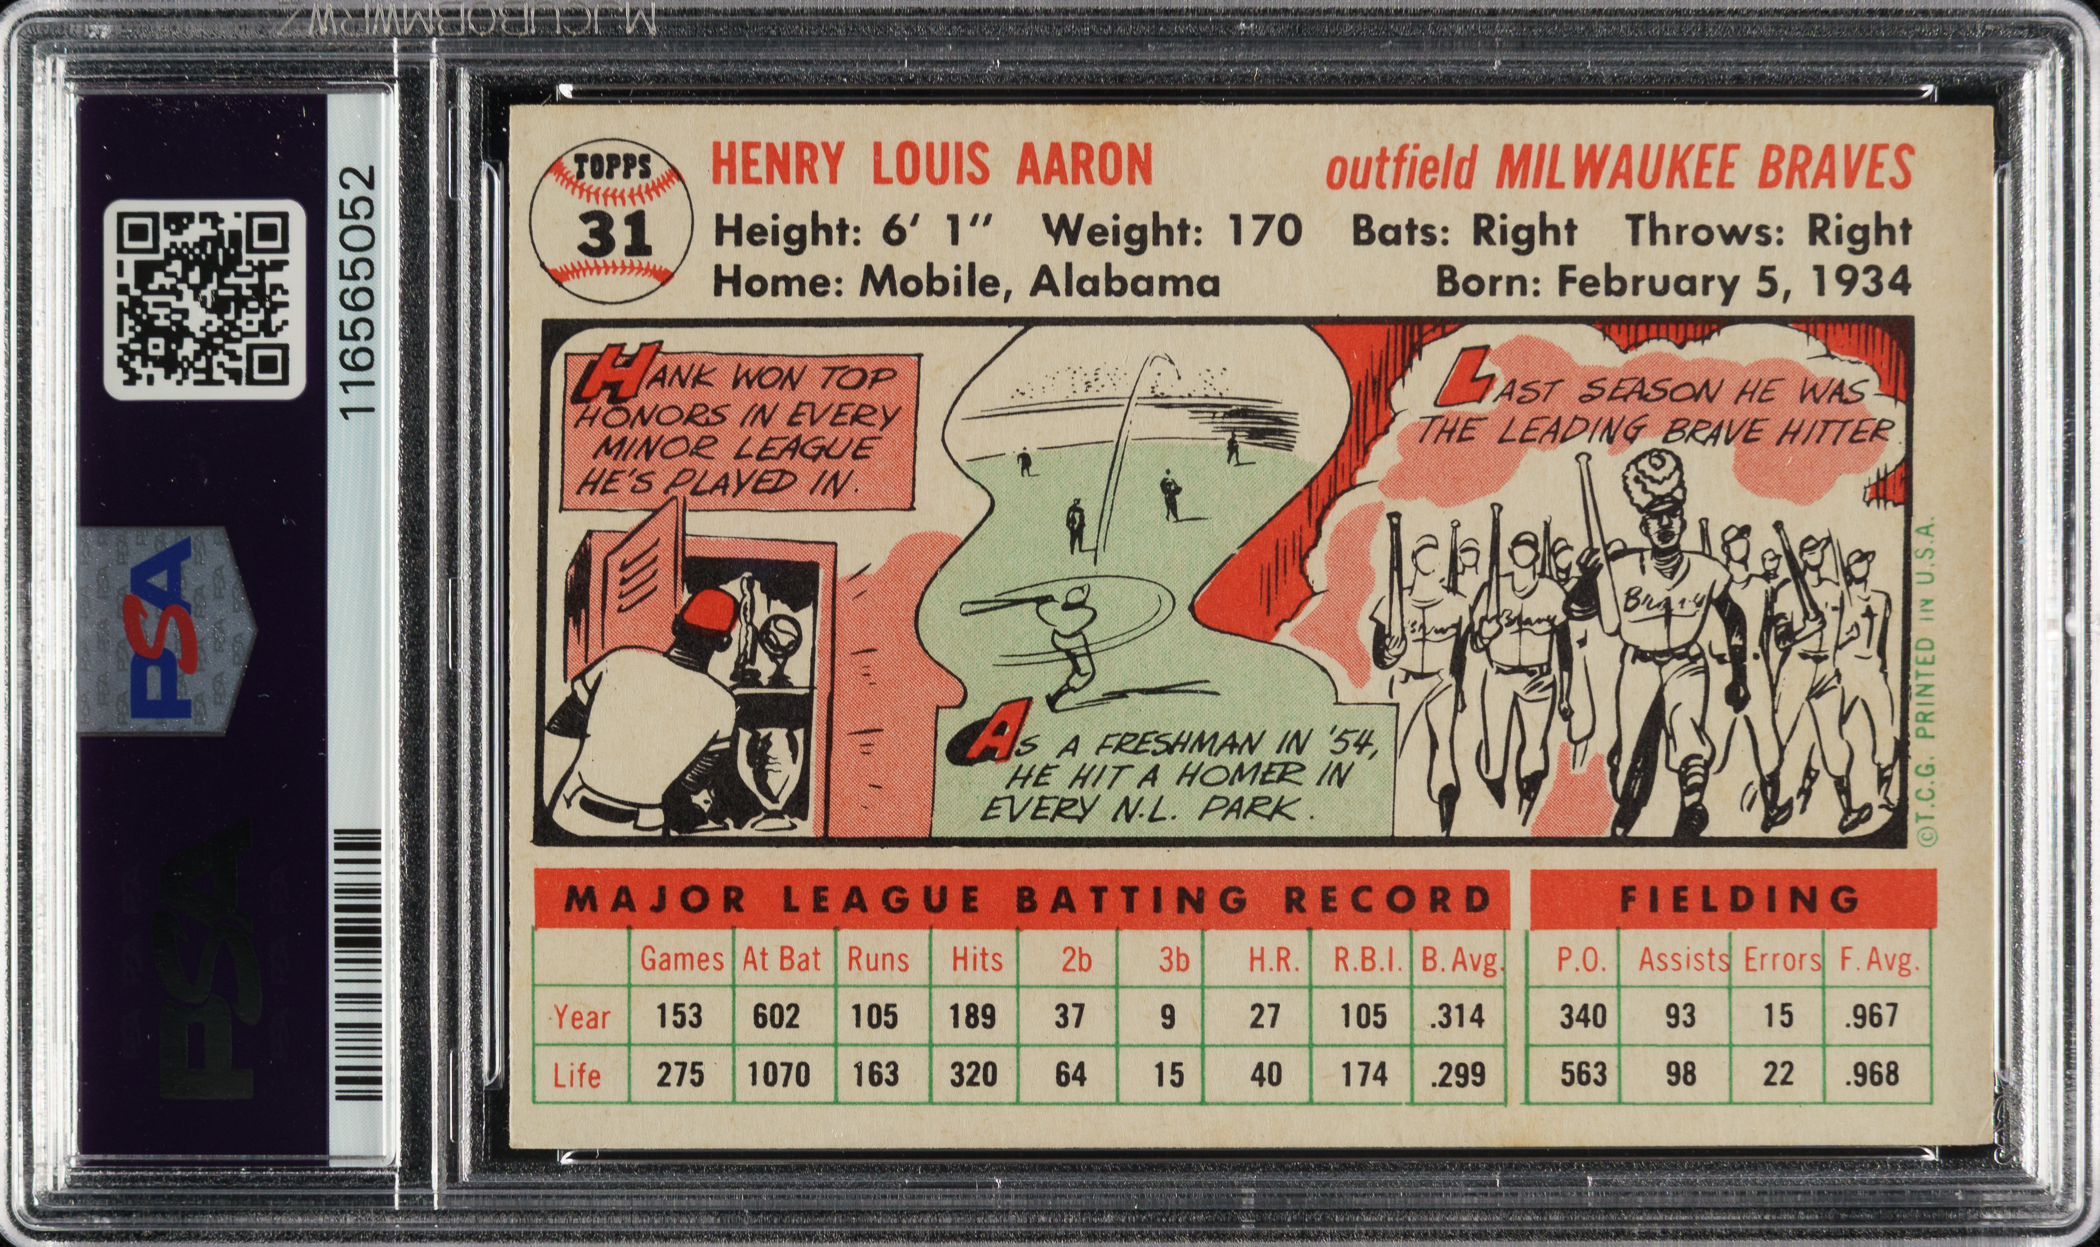 116565052
PSA
TOPPS
31
HENRY LOUIS AARON
outfield MILWAUKEE BRAVES
Height: 6' 1" Weight: 170 Bats: Right Throws: Right
Home: Mobile, Alabama Born: February 5, 1934
HANK WON TOP
HONORS IN EVERY
MINOR LEAGUE
HE'S PLAYED IN.
AS A FRESHMAN IN '54,
HE HIT A HOMER IN
EVERY N.L. PARK.
LAST SEASON HE WAS
THE LEADING BRAVE HITTER
©T.C.G. PRINTED IN U.S.A.
MAJOR LEAGUE BATTING RECORD FIELDING
Games At Bat Runs Hits 2b 3b H.R. R.B.I. B. Avg. P.O. Assists Errors F. Avg.
Year 153 602 105 189 37 9 27 105 .314 340 93 15 .967
Life 275 1070 163 320 64 15 40 174 .299 563 98 22 .968
PSA